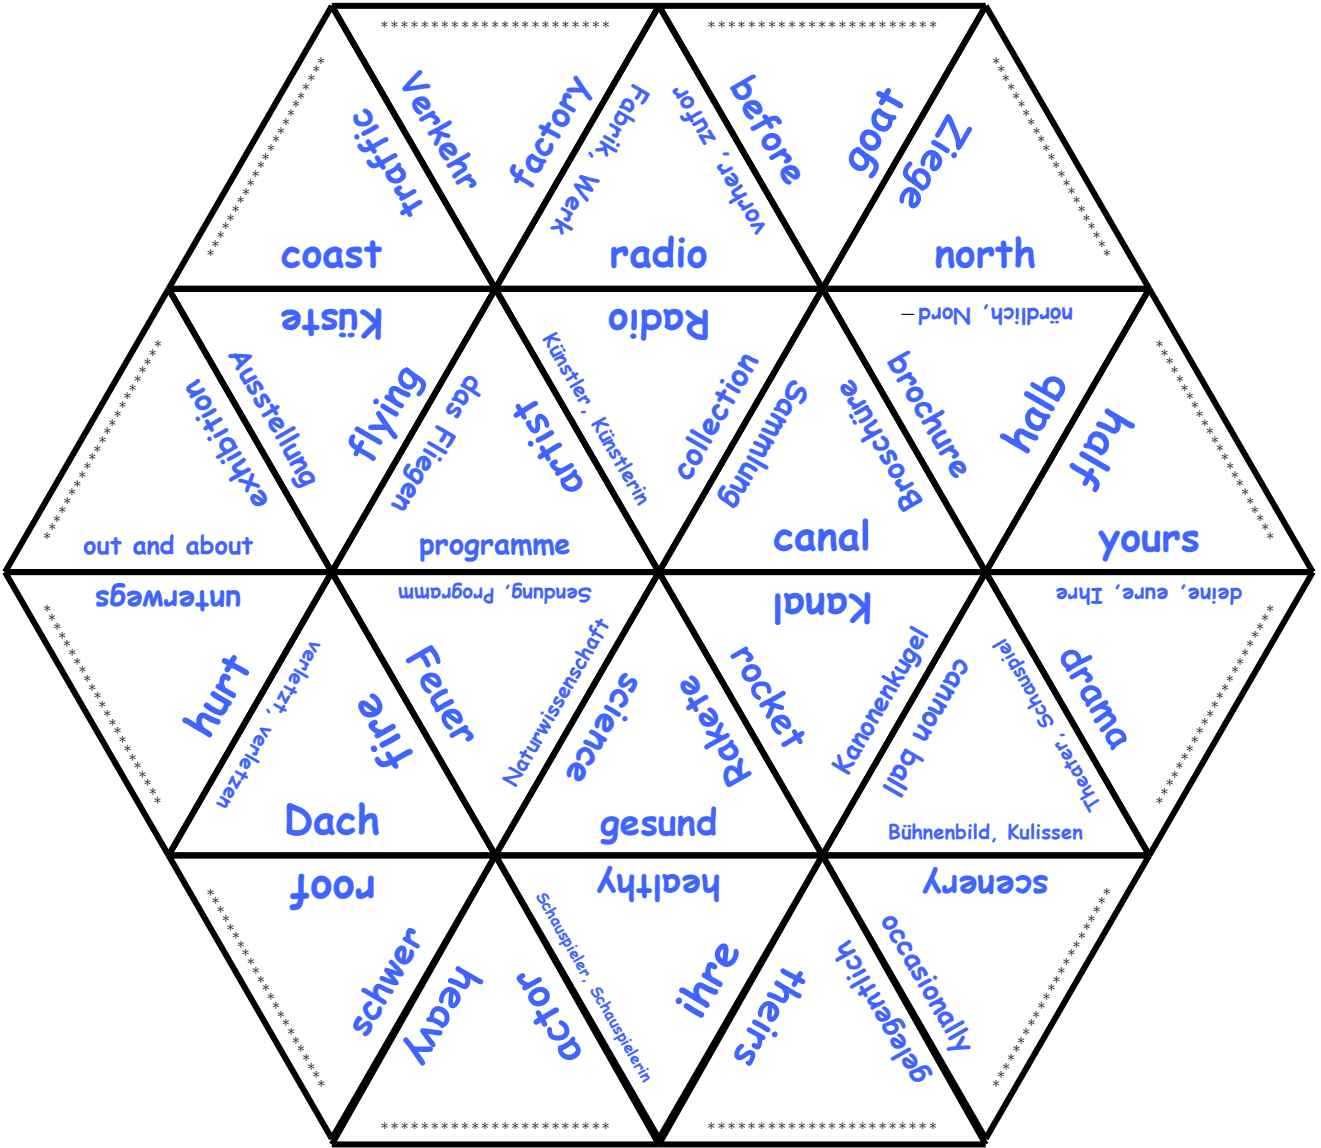 **********************
**********************
**********************
Verkehr
traffic
factory
Fabrik, Werk
vorher, zufor
before
goat
Ziege
**********************
coast
radio
north
Küste
Radio
nördlich, Nord–
**********************
exhibition
Ausstellung
flying
das Fliegen
artist
Künstler, Künstlerin
collection
Sammlung
Broschüre
brochure
halb
half
**********************
out and about
programme
canal
yours
unterwegs
Sendung, Programm
Kanal
deine, eure, Ihre
**********************
hurt
verletzt, verletzen
fire
Feuer
Naturwissenschaft
science
Rakete
rocket
Kanonenkugel
cannon ball
Theater, Schauspiel
drama
**********************
Dach
gesund
Bühnenbild, Kulissen
roof
healthy
scenery
**********************
schwer
heavy
actor
Schauspieler, Schauspielerin
ihre
theirs
gelegentlich
occasionally
**********************
**********************
**********************